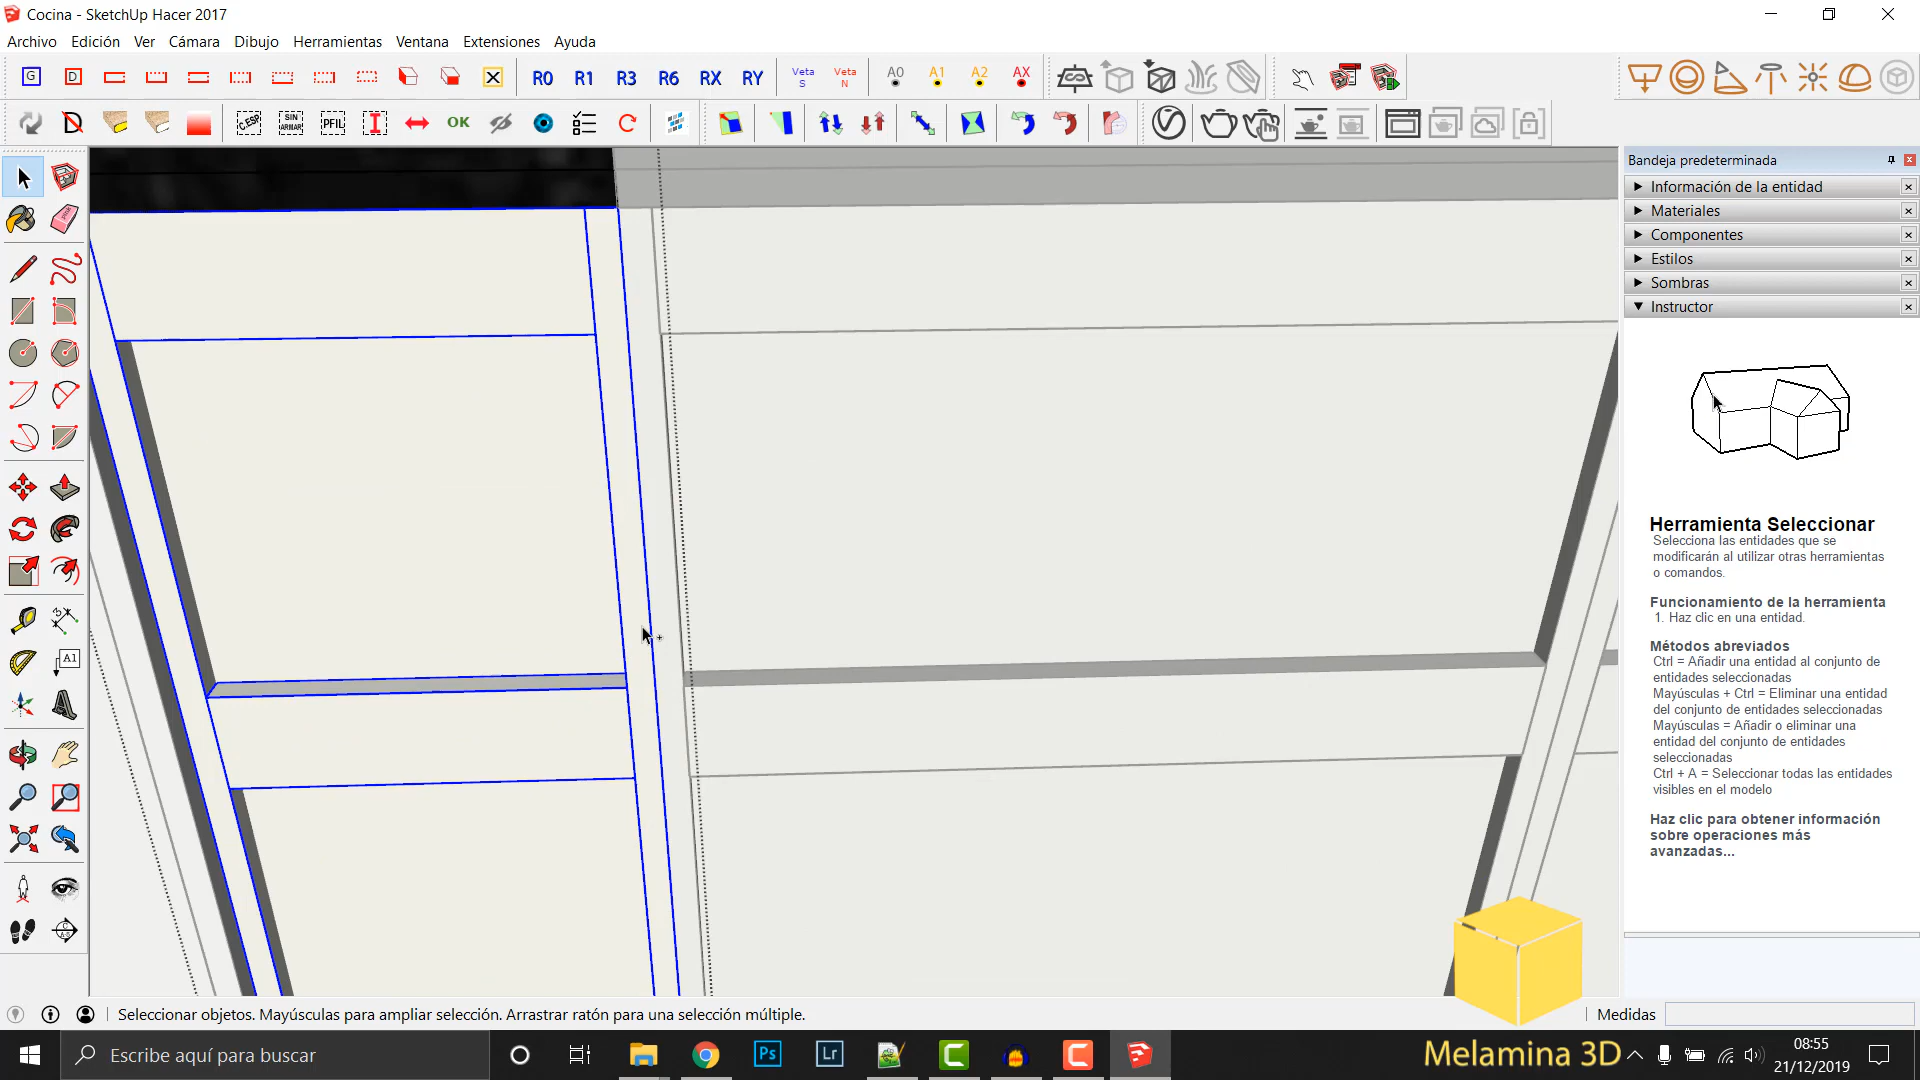 Cocina - SketchUp Hacer 2017
Archivo Edición Ver Cámara Dibujo Herramientas Ventana Extensiones Ayuda
G D R0 R1 R3 R6 RX RY Veta S Veta N A0 A1 A2 AX
D C.ESP SIN ARMAR PFIL OK
Bandeja predeterminada
Información de la entidad
Materiales
Componentes
Estilos
Sombras
Instructor
A1
Herramienta Seleccionar
Selecciona las entidades que se
modificarán al utilizar otras herramientas
o comandos.
Funcionamiento de la herramienta
1. Haz clic en una entidad.
Métodos abreviados
Ctrl = Añadir una entidad al conjunto de
entidades seleccionadas
Mayúsculas + Ctrl = Eliminar una entidad
del conjunto de entidades seleccionadas
Mayúsculas = Añadir o eliminar una
entidad del conjunto de entidades
seleccionadas
Ctrl + A = Seleccionar todas las entidades
visibles en el modelo
Haz clic para obtener información
sobre operaciones más
avanzadas...
Seleccionar objetos. Mayúsculas para ampliar selección. Arrastrar ratón para una selección múltiple.
Medidas
Escribe aquí para buscar
Ps
Lr
Melamina 3D
08:55
21/12/2019